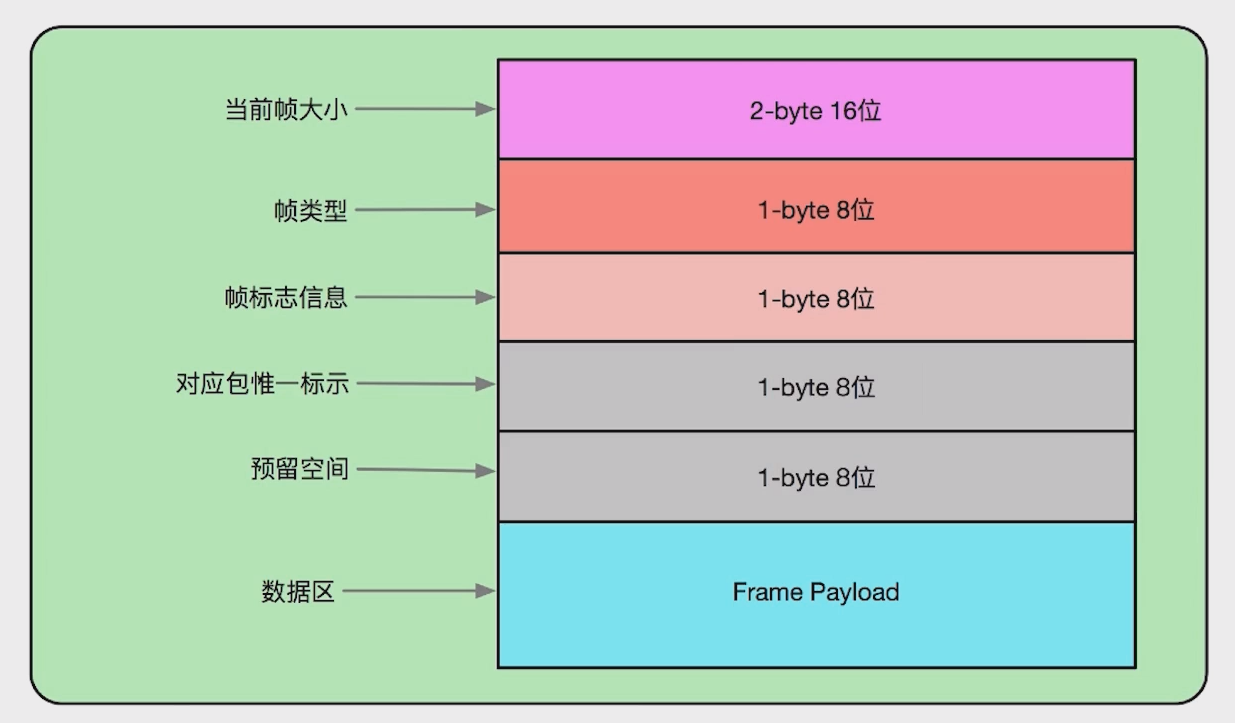 当前帧大小
2-byte 16位
帧类型
1-byte 8位
帧标志信息
1-byte 8位
对应包惟一标示
1-byte 8位
预留空间
1-byte 8位
数据区
Frame Payload